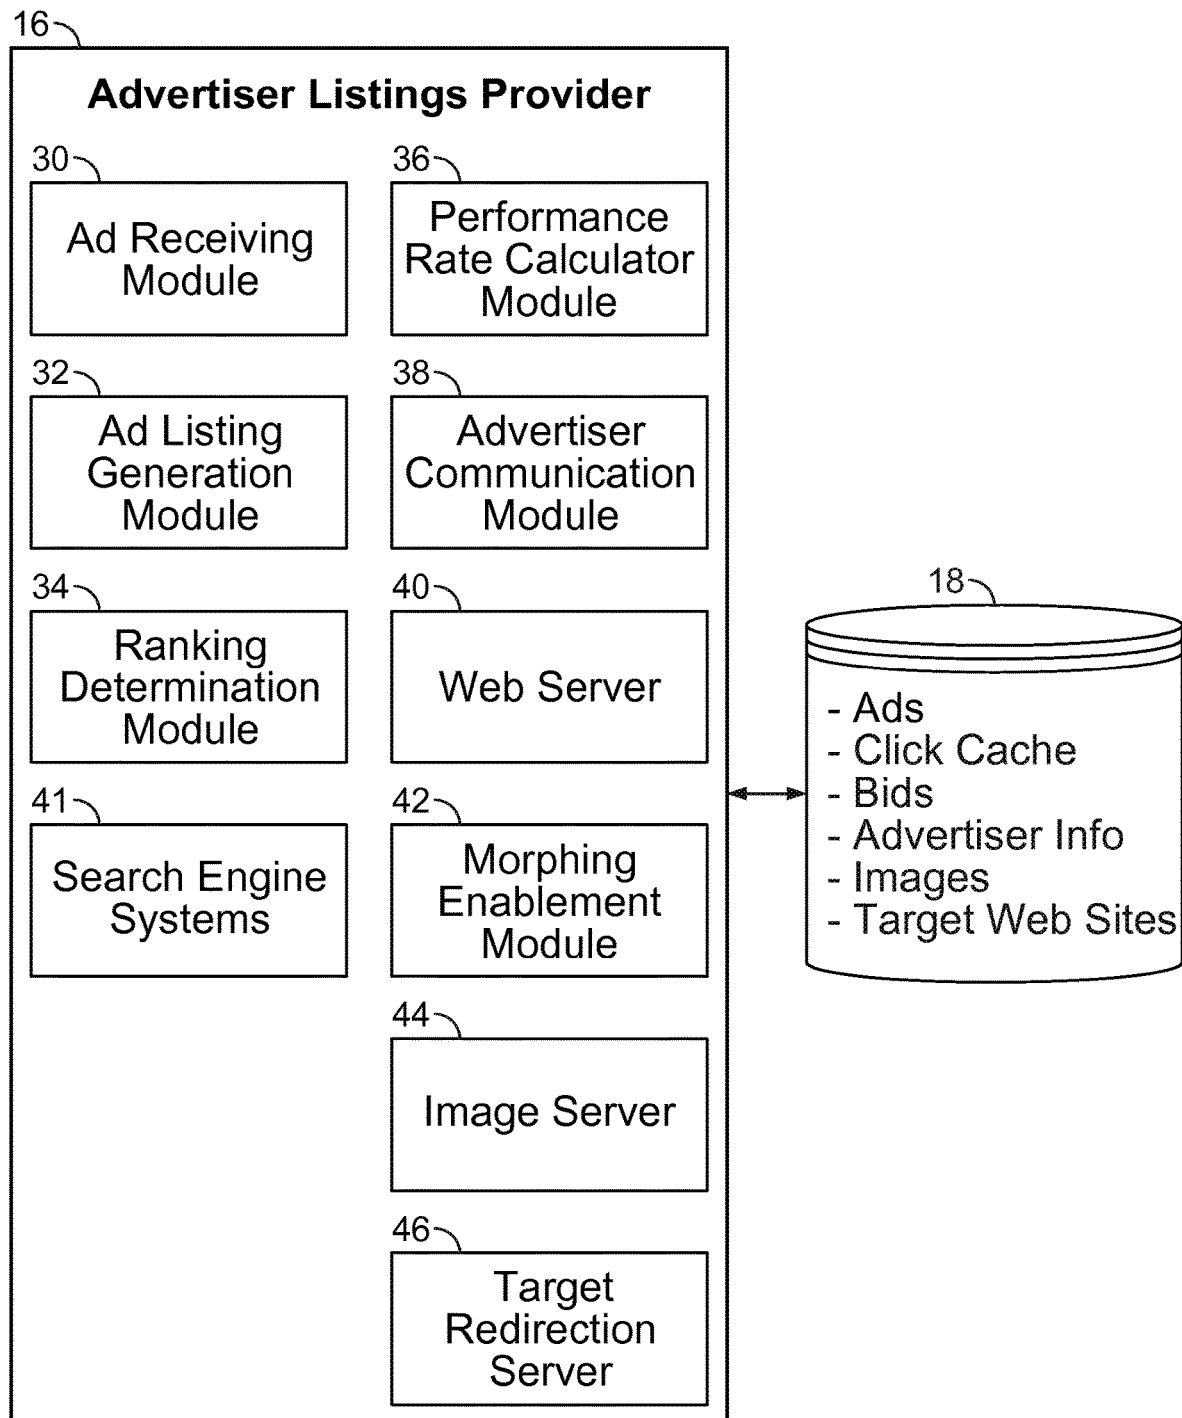 16
Advertiser Listings Provider
30
Ad Receiving
Module
36
Performance
Rate Calculator
Module
32
Ad Listing
Generation
Module
38
Advertiser
Communication
Module
34
Ranking
Determination
Module
40
Web Server
41
Search Engine
Systems
42
Morphing
Enablement
Module
44
Image Server
46
Target
Redirection
Server
18
- Ads
- Click Cache
- Bids
- Advertiser Info
- Images
- Target Web Sites